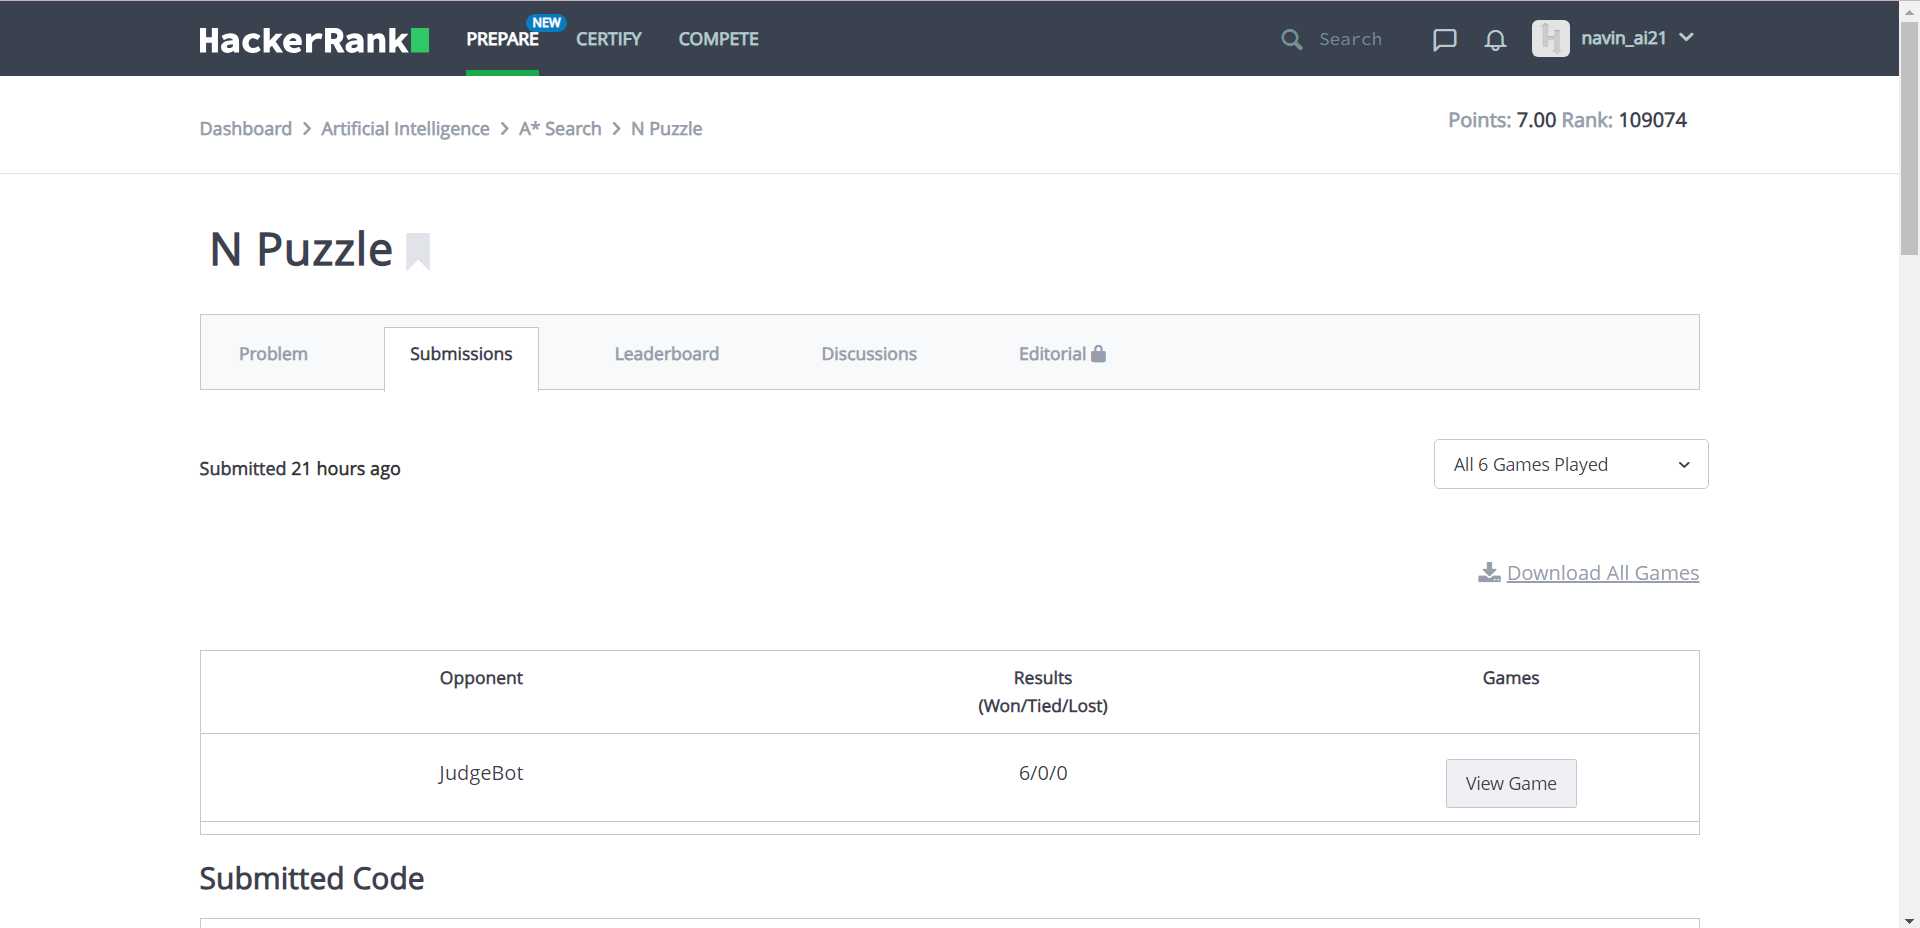 HackerRank PREPARE NEW CERTIFY COMPETE Search navin_ai21
Dashboard > Artificial Intelligence > A* Search > N Puzzle
Points: 7.00 Rank: 109074
N Puzzle
Problem Submissions Leaderboard Discussions Editorial
Submitted 21 hours ago
All 6 Games Played
Download All Games
Opponent Results Games
(Won/Tied/Lost)
JudgeBot 6/0/0 View Game
Submitted Code